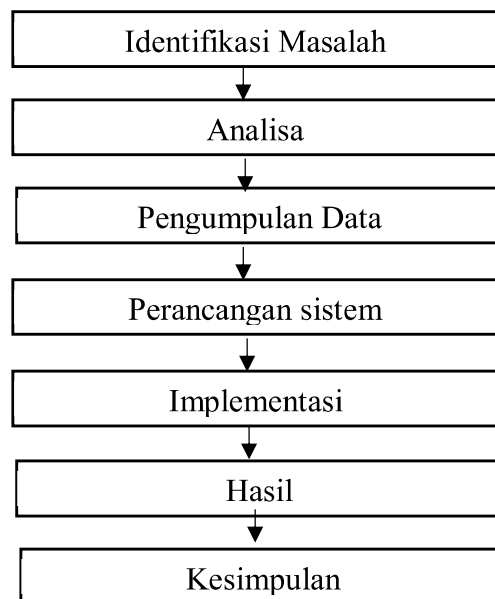 Identifikasi Masalah
Analisa
Pengumpulan Data
Perancangan sistem
Implementasi
Hasil
Kesimpulan